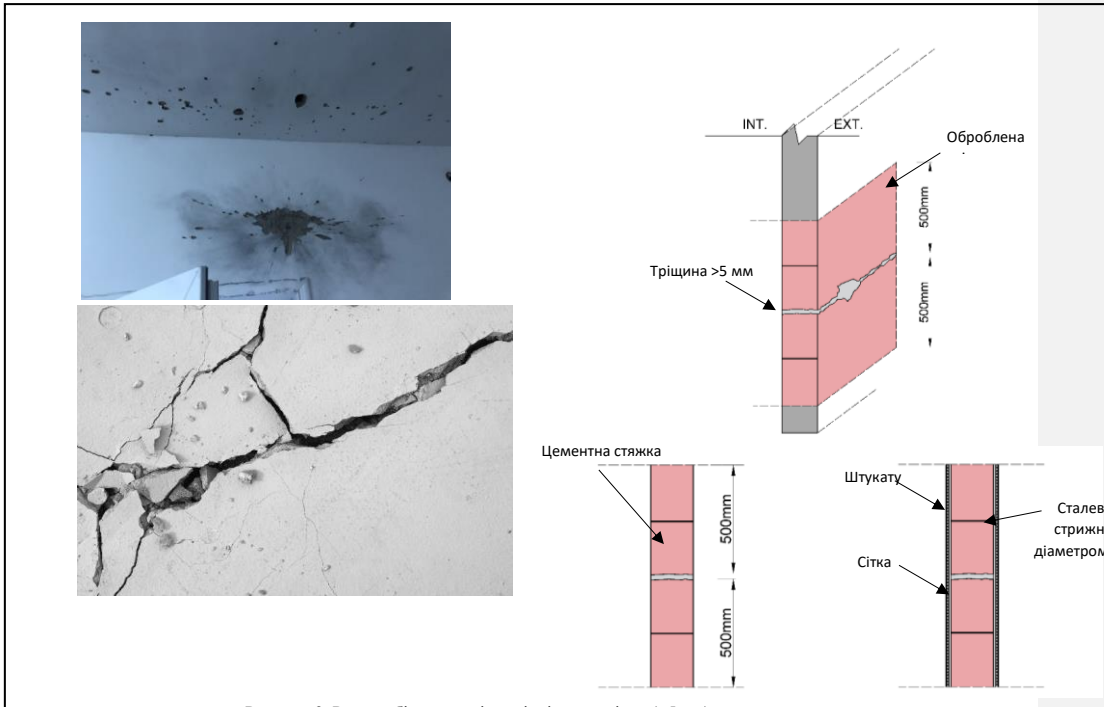 INT.
EXT.
Оброблена
500mm
500mm
Тріщина >5 мм
Цементна стяжка
500mm
500mm
Штукату
Сітка
Сталев
стрижн
діаметром